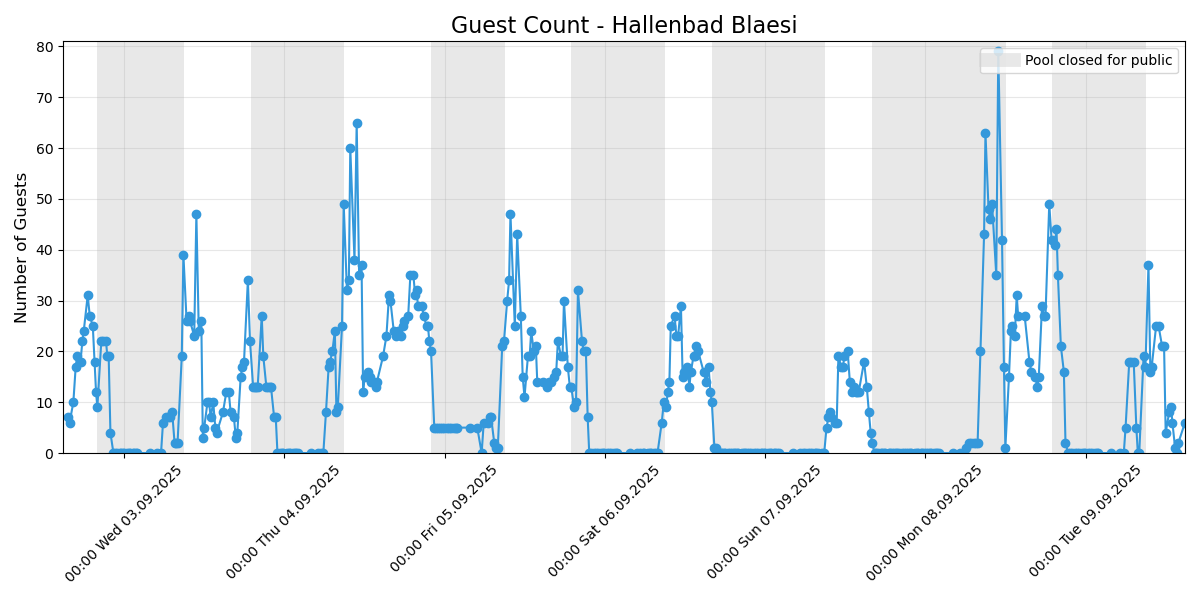 Guest Count - Hallenbad Blaesi
Pool closed for public
Number of Guests
80
70
60
50
40
30
20
10
0
00:00 Wed 03.09.2025
00:00 Thu 04.09.2025
00:00 Fri 05.09.2025
00:00 Sat 06.09.2025
00:00 Sun 07.09.2025
00:00 Mon 08.09.2025
00:00 Tue 09.09.2025